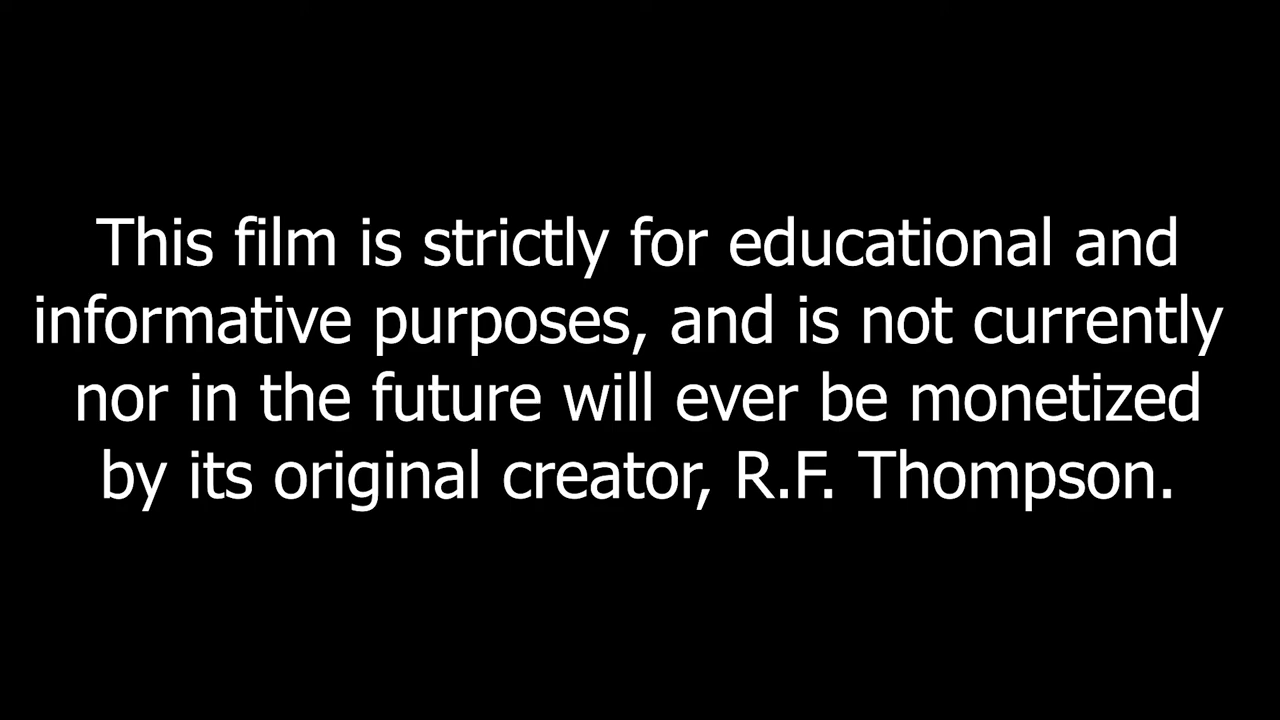 This film is strictly for educational and
informative purposes, and is not currently
nor in the future will ever be monetized
by its original creator, R.F. Thompson.